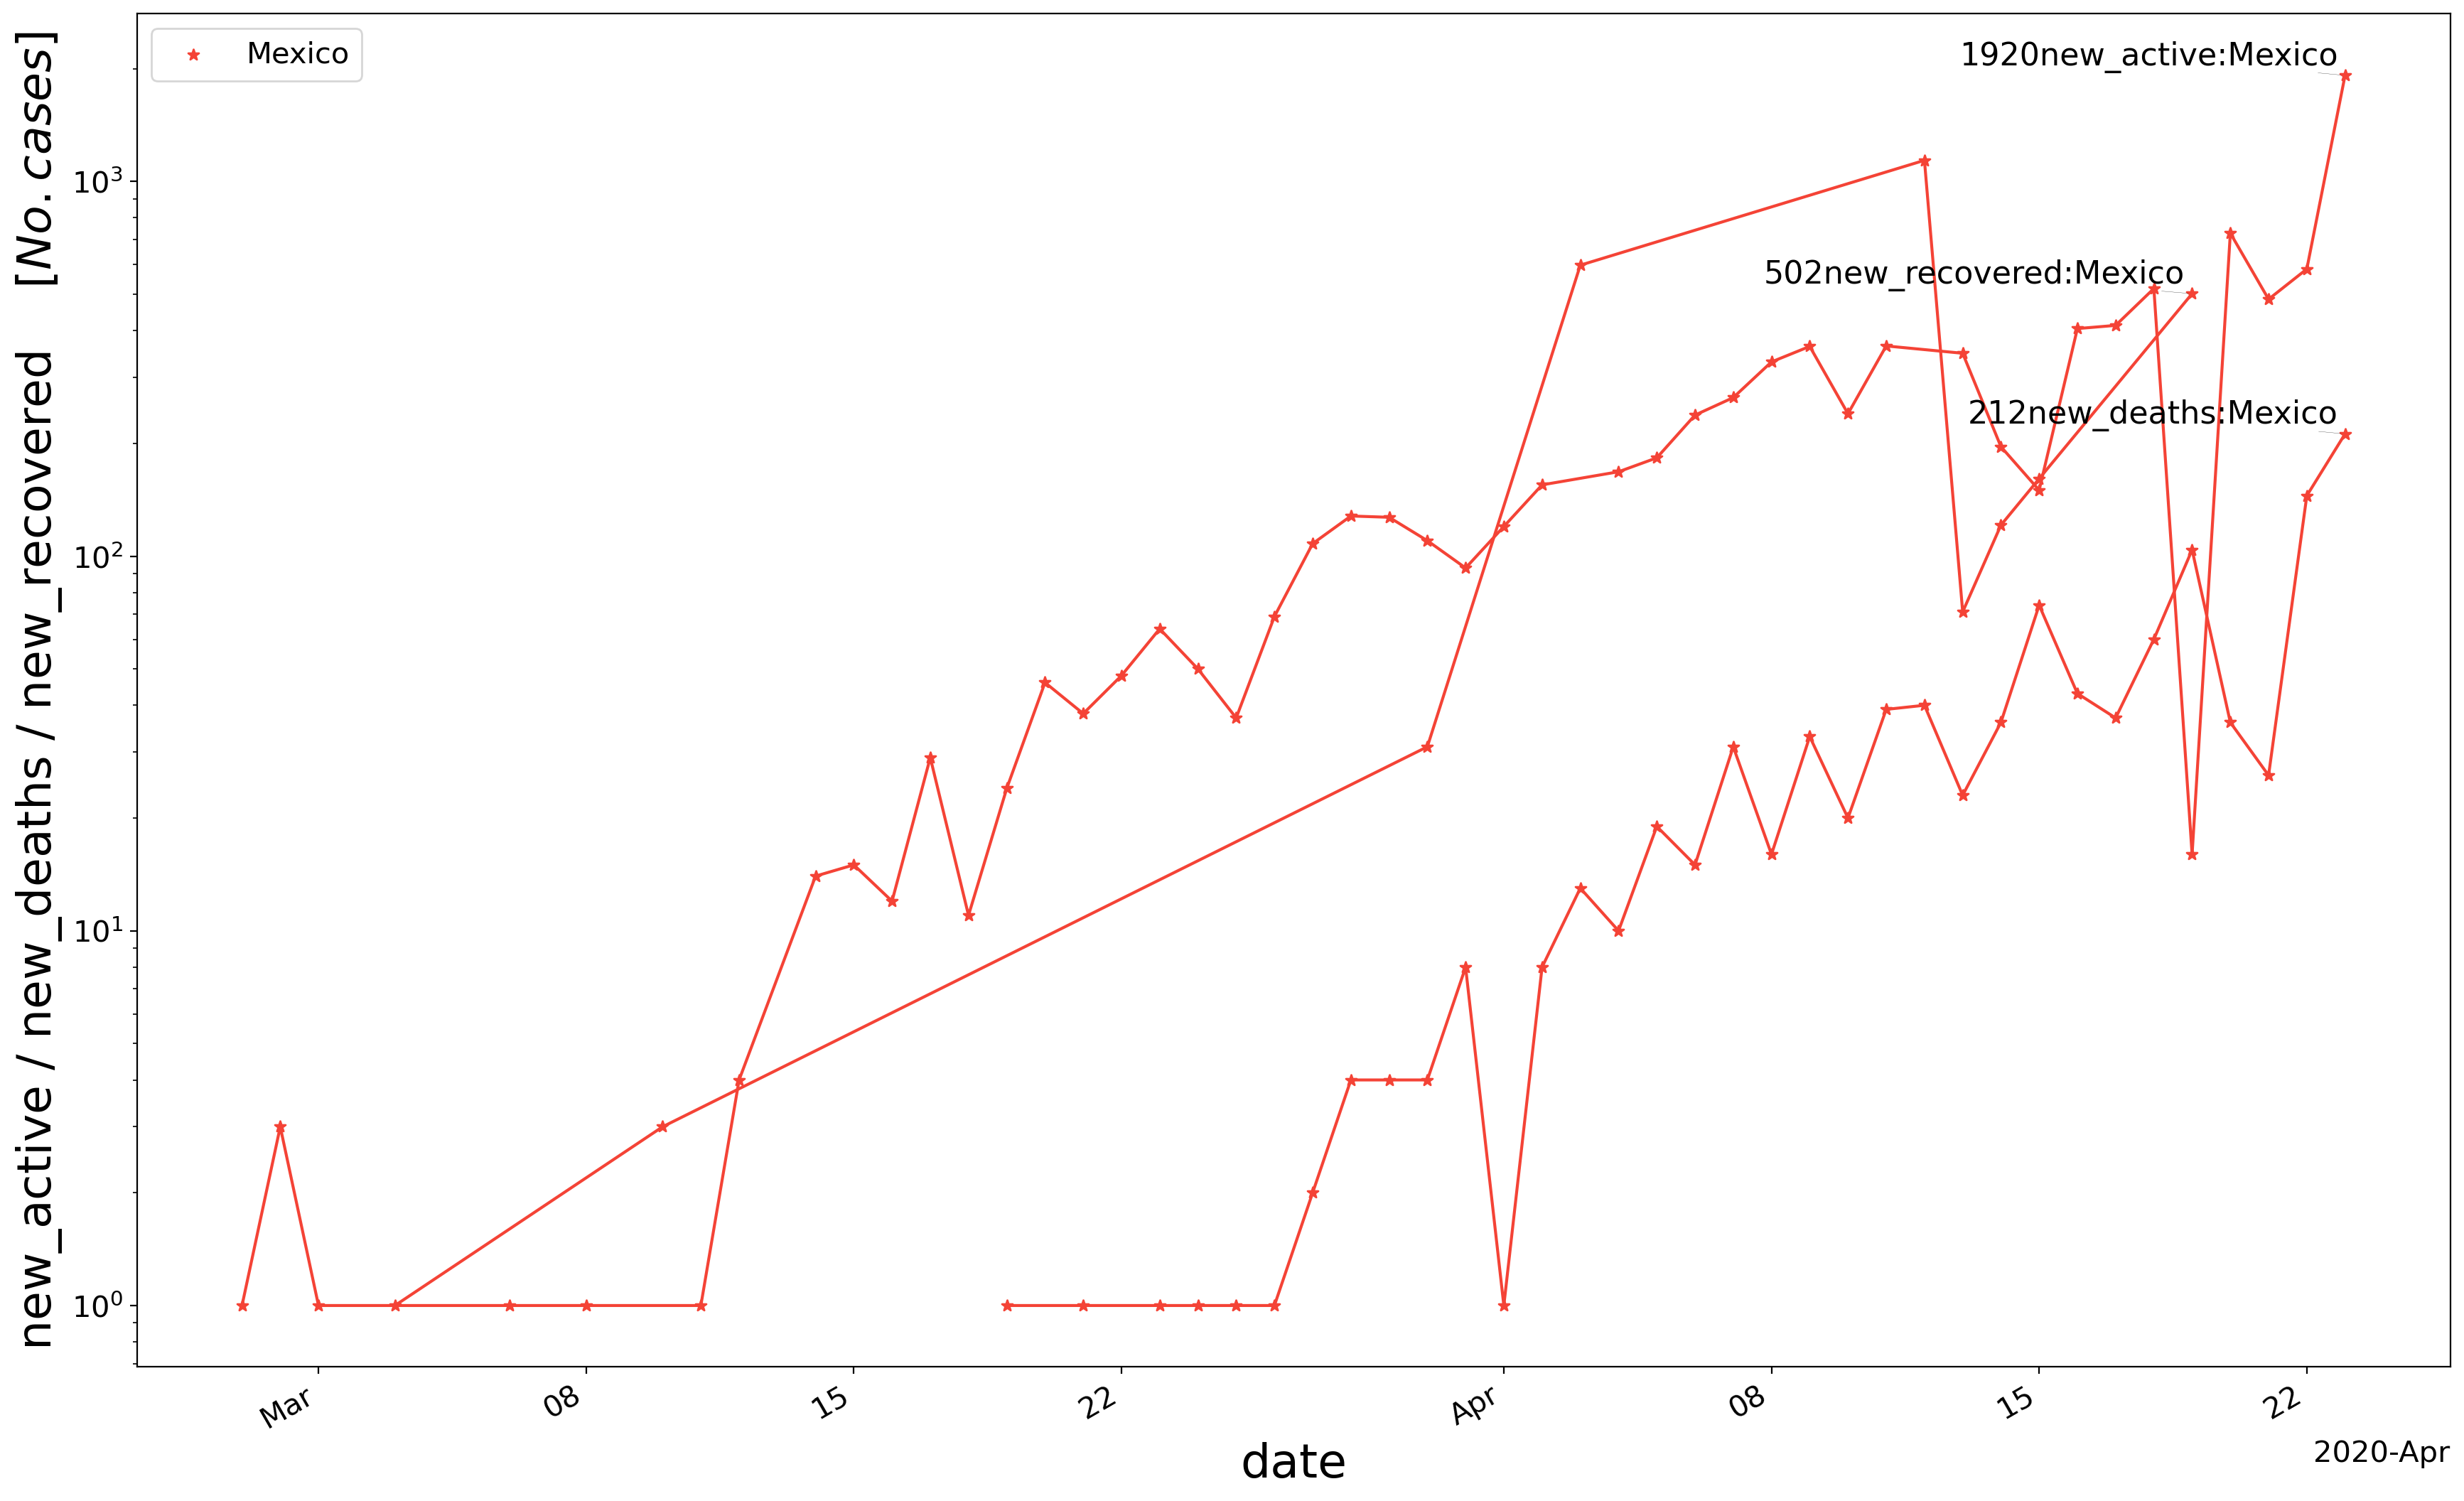 Mexico
1920new_active:Mexico
502new_recovered:Mexico
212new_deaths:Mexico
new_active / new_deaths / new_recovered [No.cases]
10³
10²
10¹
10⁰
Mar
08
15
22
Apr
08
15
22
date
2020-Apr